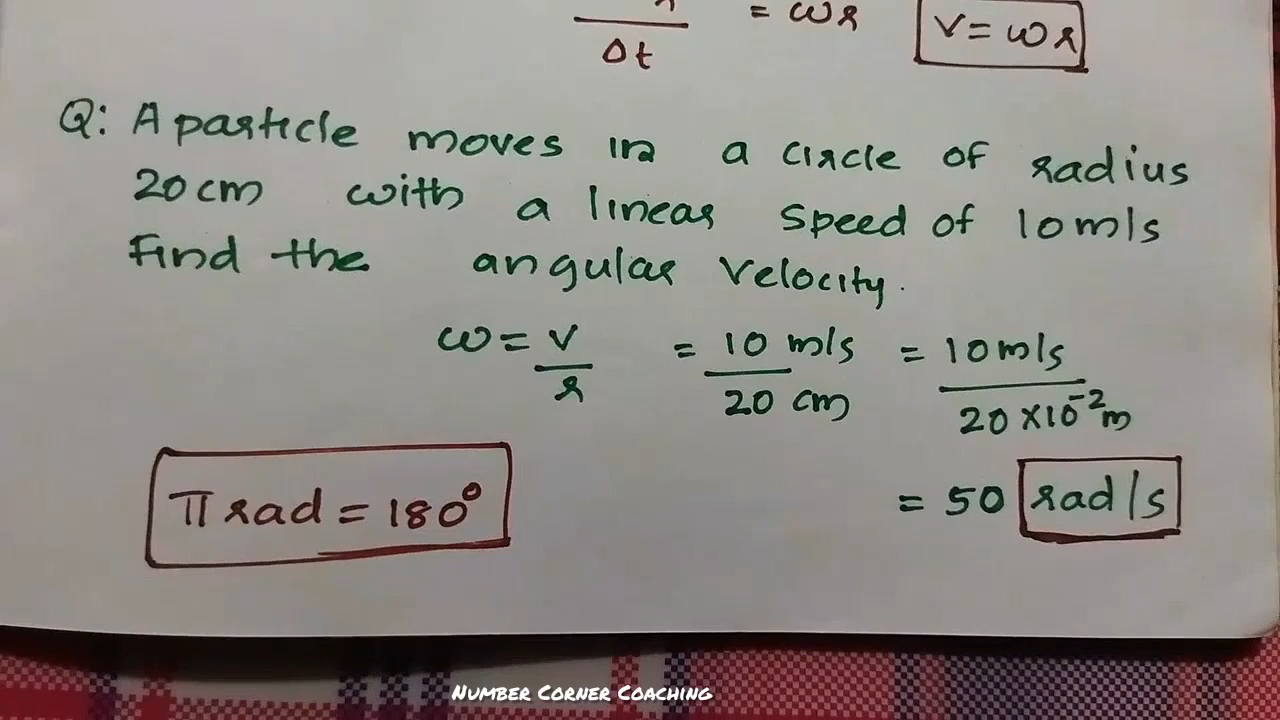 Δt
= ωr
V = ωr
Q: A particle moves in a circle of radius
20 cm with a linear speed of 10 m/s
Find the angular velocity.
ω = v/r = 10 m/s / 20 cm = 10 m/s / 20 × 10⁻² m
= 50 rad/s
π rad = 180°
NUMBER CORNER COACHING